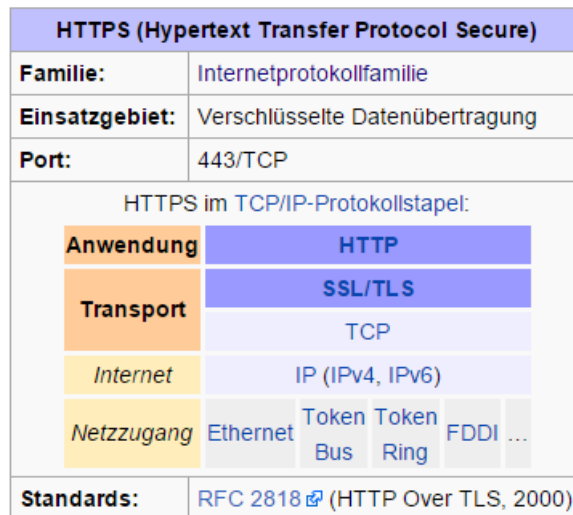 HTTPS (Hypertext Transfer Protocol Secure)
Familie: Internetprotokollfamilie
Einsatzgebiet: Verschlüsselte Datenübertragung
Port: 443/TCP
HTTPS im TCP/IP-Protokollstapel:
Anwendung HTTP
Transport SSL/TLS
TCP
Internet IP (IPv4, IPv6)
Netzzugang Ethernet Token Bus Token Ring FDDI …
Standards: RFC 2818 (HTTP Over TLS, 2000)